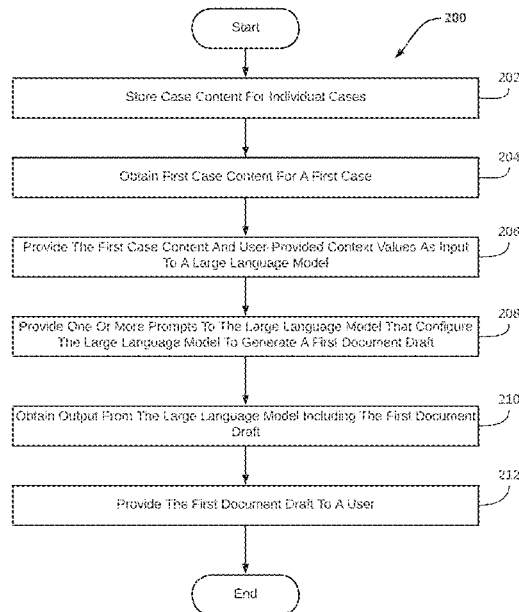 Start
200
Store Case Content For Individual Cases
202
Obtain First Case Content For A First Case
204
Provide The First Case Content And User-Provided Context Values As Input
To A Large Language Model
206
Provide One Or More Prompts To The Large Language Model That Configure
The Large Language Model To Generate A First Document Draft
208
Obtain Output From The Large Language Model Including The First Document
Draft
210
Provide The First Document Draft To A User
212
End